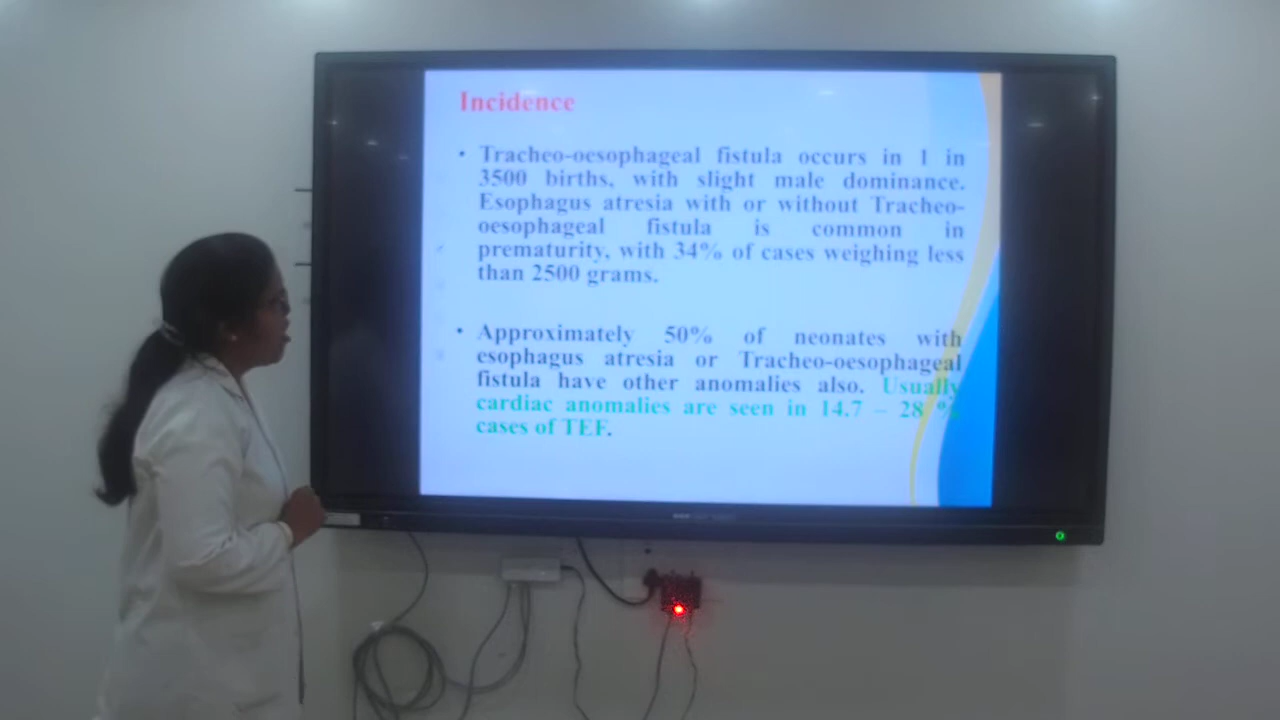 Incidence
• Tracheo-oesophageal fistula occurs in 1 in
3500 births, with slight male dominance.
Esophagus atresia with or without Tracheo-
oesophageal fistula is common in
prematurity, with 34% of cases weighing less
than 2500 grams.
• Approximately 50% of neonates with
esophagus atresia or Tracheo-oesophageal
fistula have other anomalies also. Usually
cardiac anomalies are seen in 14.7 – 28 %
cases of TEF.